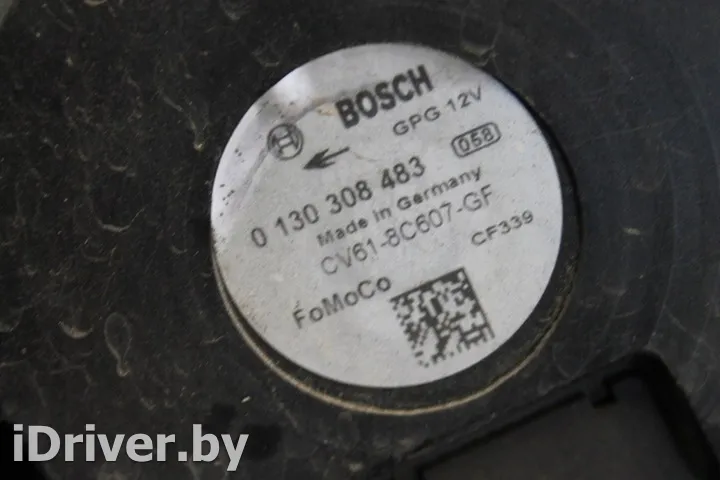 BOSCH
GPG 12V
058
0 130 308 483
Made in Germany
CV61-8C607-GF
CF339
FoMoCo
iDriver.by